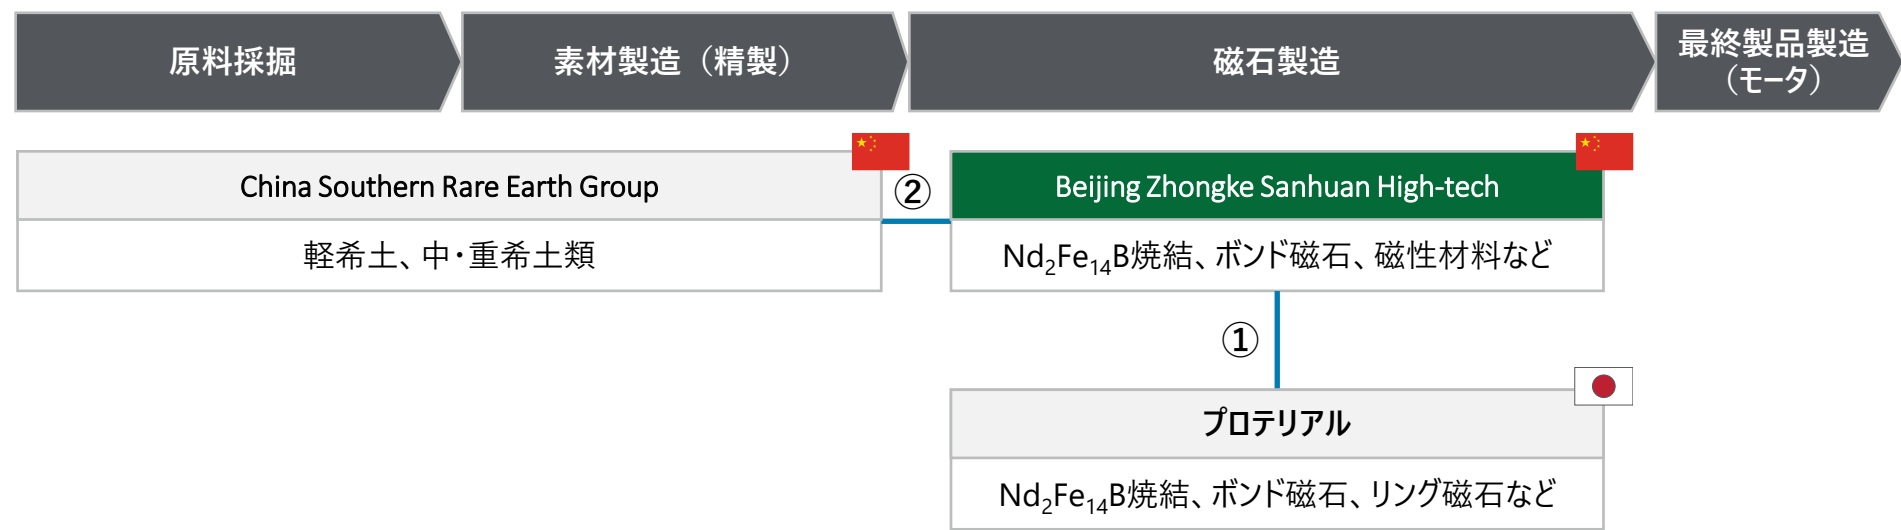 原料採掘
素材製造（精製）
磁石製造
最終製品製造
（モータ）
China Southern Rare Earth Group
②
Beijing Zhongke Sanhuan High-tech
軽希土、中・重希土類
Nd₂Fe₁₄B焼結、ボンド磁石、磁性材料など
①
プロテリアル
Nd₂Fe₁₄B焼結、ボンド磁石、リング磁石など